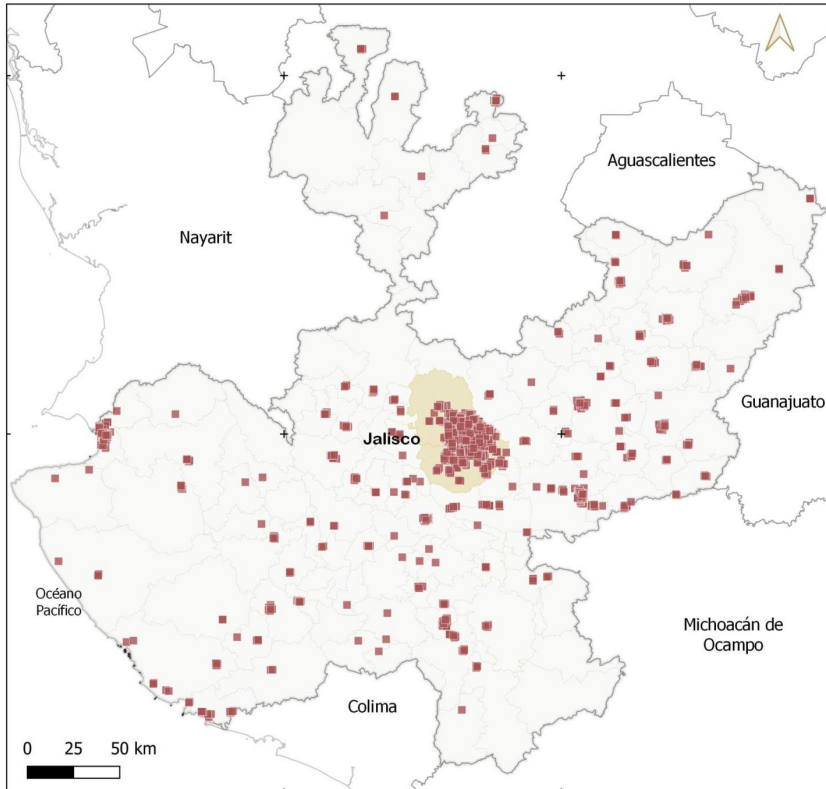 Aguascalientes
Nayarit
Guanajuato
Jalisco
Océano
Pacífico
Michoacán de
Ocampo
Colima
0 25 50 km